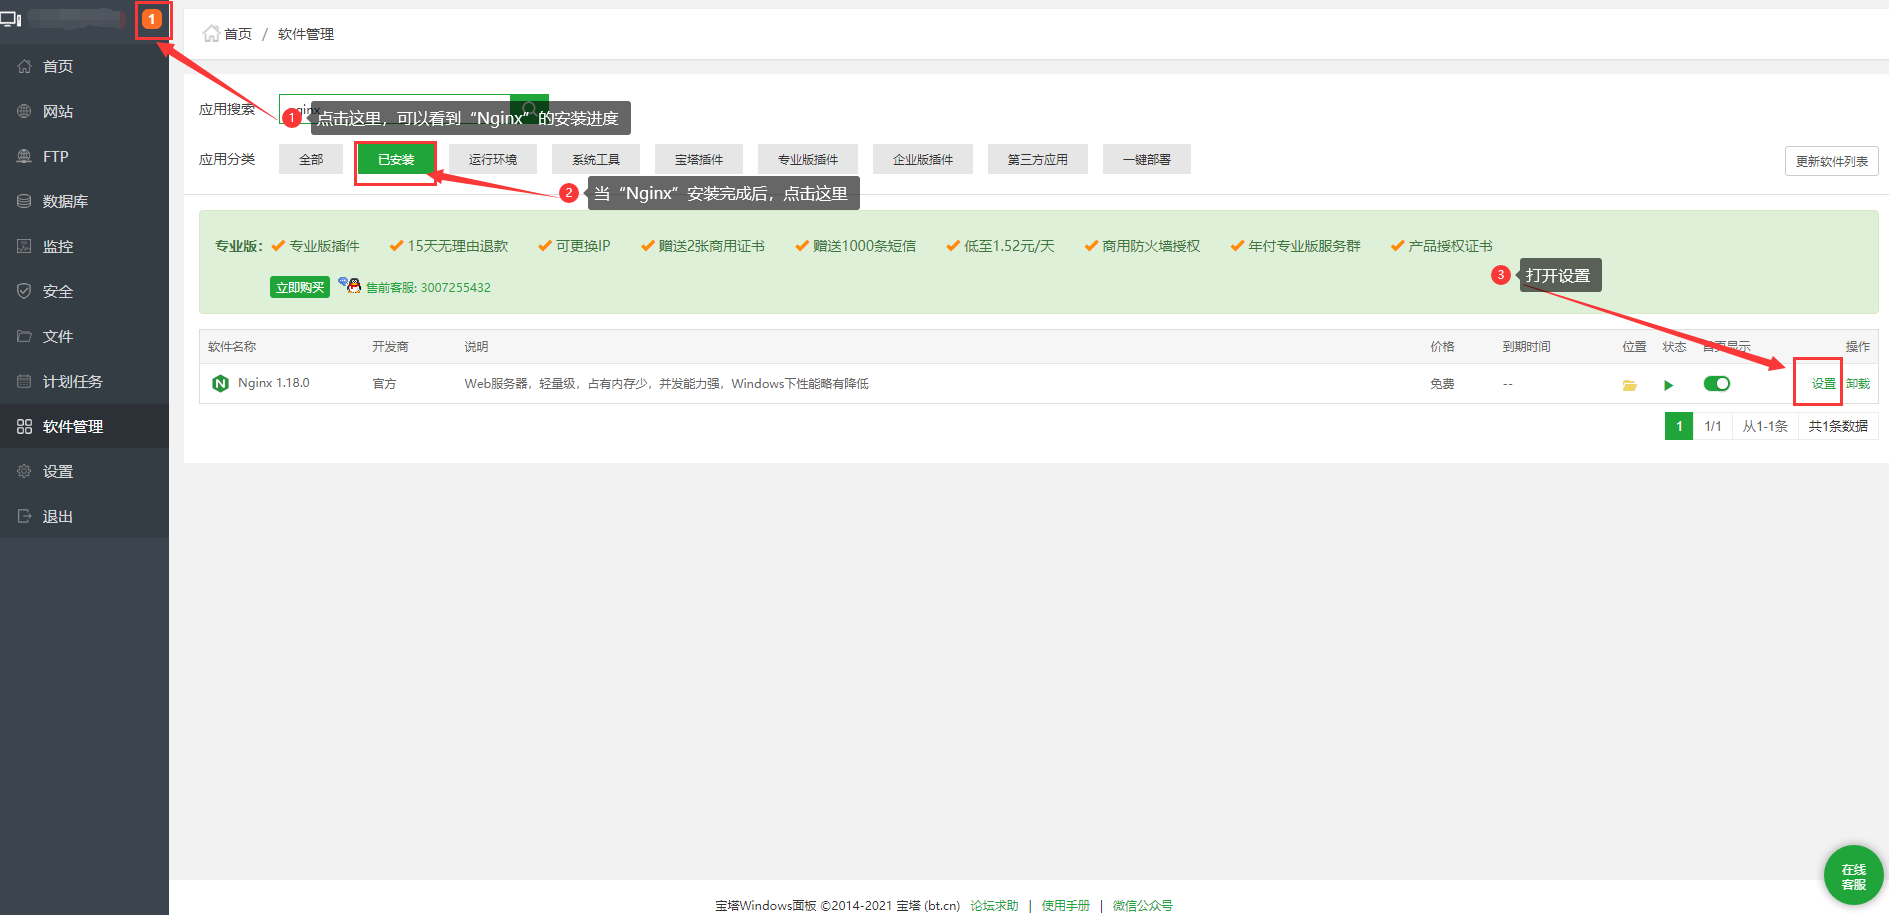 1
首页
网站
FTP
数据库
监控
安全
文件
计划任务
软件管理
设置
退出
首页 / 软件管理
应用搜索
nginx
1 点击这里，可以看到“Nginx”的安装进度
应用分类 全部 已安装 运行环境 系统工具 宝塔插件 专业版插件 企业版插件 第三方应用 一键部署 更新软件列表
2 当“Nginx”安装完成后，点击这里
专业版： 专业版插件 15天无理由退款 可更换IP 赠送2张商用证书 赠送1000条短信 低至1.52元/天 商用防火墙授权 年付专业版服务群 产品授权证书
3 打开设置
立即购买 售前客服: 3007255432
软件名称 开发商 说明 价格 到期时间 位置 状态 首页显示 操作
Nginx 1.18.0 官方 Web服务器，轻量级，占有内存少，并发能力强，Windows下性能略有降低 免费 -- 设置 卸载
1 1/1 从1-1条 共1条数据
在线
客服
宝塔Windows面板 ©2014-2021 宝塔 (bt.cn) 论坛求助 | 使用手册 | 微信公众号